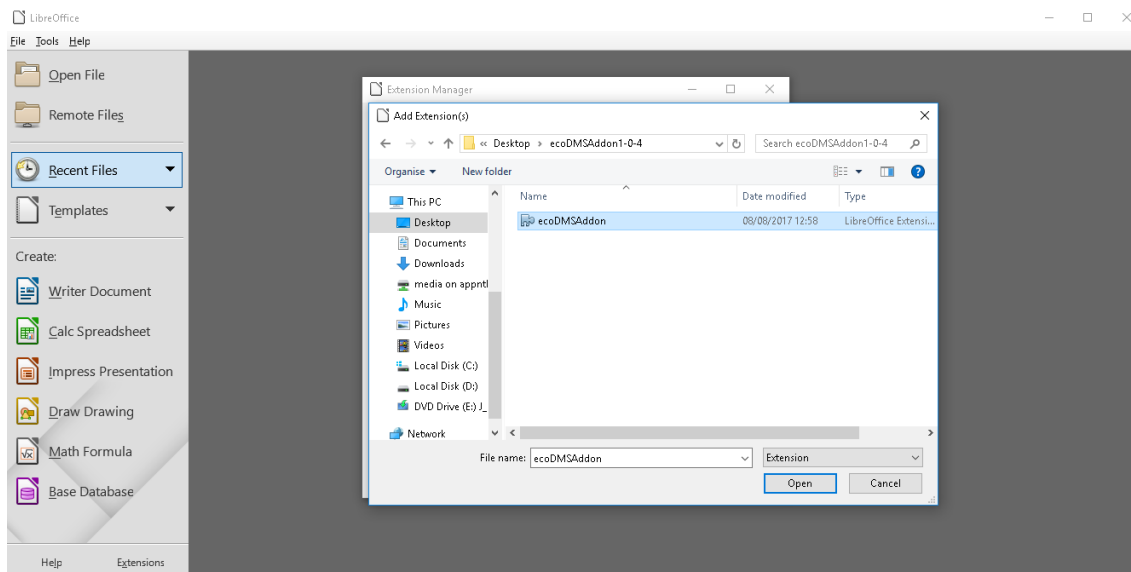 LibreOffice
File Tools Help
Open File
Remote Files
Recent Files
Templates
Create:
Writer Document
Calc Spreadsheet
Impress Presentation
Draw Drawing
Math Formula
Base Database
Help Extensions
Extension Manager
Add Extension(s)
« Desktop › ecoDMSAddon1-0-4
Search ecoDMSAddon1-0-4
Organise New folder
Name Date modified Type
ecoDMSAddon 08/08/2017 12:58 LibreOffice Extensi...
This PC
Desktop
Documents
Downloads
media on appntl
Music
Pictures
Videos
Local Disk (C:)
Local Disk (D:)
DVD Drive (E:) J_
Network
File name: ecoDMSAddon Extension
Open Cancel